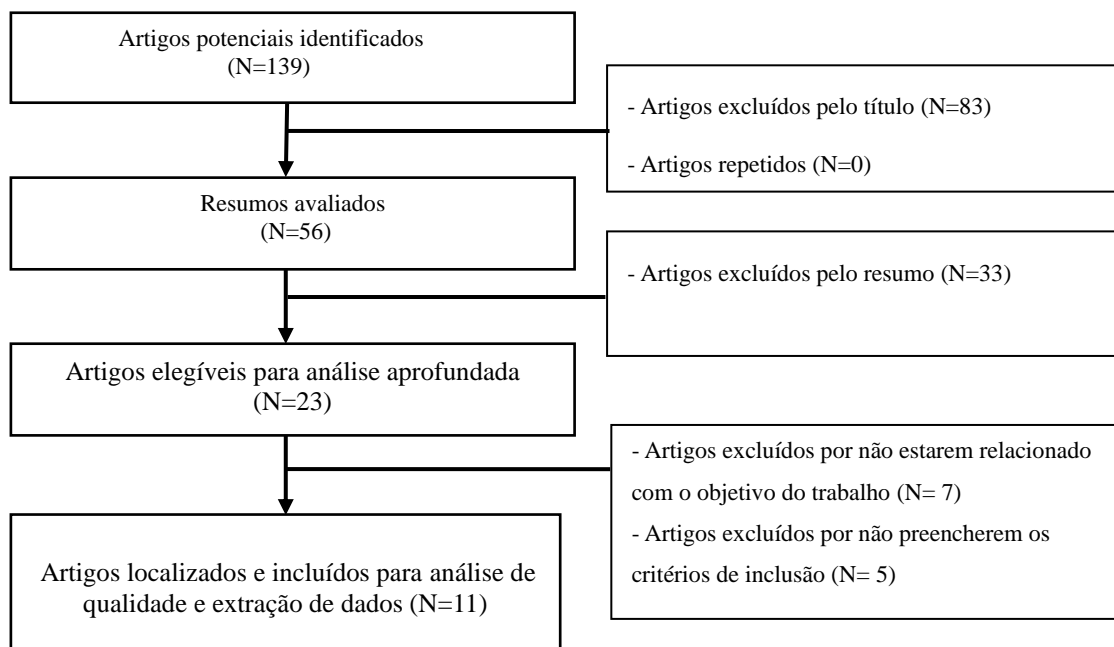 Artigos potenciais identificados
(N=139)
- Artigos excluídos pelo título (N=83)
- Artigos repetidos (N=0)
Resumos avaliados
(N=56)
- Artigos excluídos pelo resumo (N=33)
Artigos elegíveis para análise aprofundada
(N=23)
- Artigos excluídos por não estarem relacionado
com o objetivo do trabalho (N= 7)
- Artigos excluídos por não preencherem os
critérios de inclusão (N= 5)
Artigos localizados e incluídos para análise de
qualidade e extração de dados (N=11)